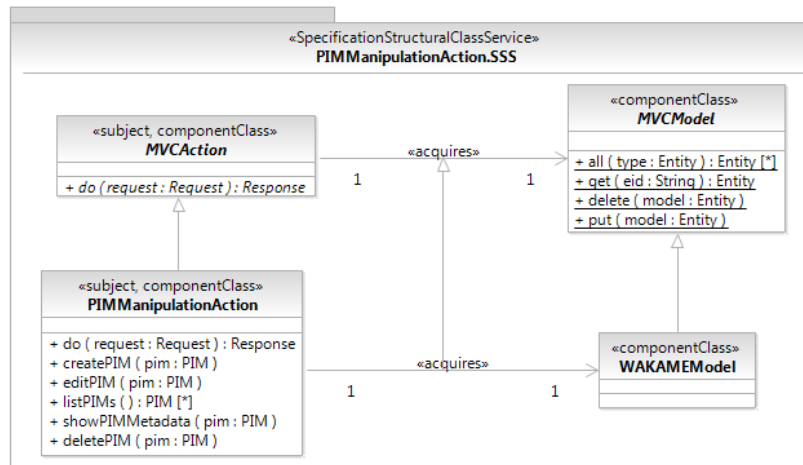 «SpecificationStructuralClassService»
PIMManipulationAction.SSS
«subject, componentClass»
MVCAction
+ do ( request : Request ) : Response
«acquires»
1
1
«componentClass»
MVCModel
+ all ( type : Entity ) : Entity [*]
+ get ( eid : String ) : Entity
+ delete ( model : Entity )
+ put ( model : Entity )
«subject, componentClass»
PIMManipulationAction
+ do ( request : Request ) : Response
+ createPIM ( pim : PIM )
+ editPIM ( pim : PIM )
+ listPIMs ( ) : PIM [*]
+ showPIMMetadata ( pim : PIM )
+ deletePIM ( pim : PIM )
«acquires»
1
1
«componentClass»
WAKAMEModel